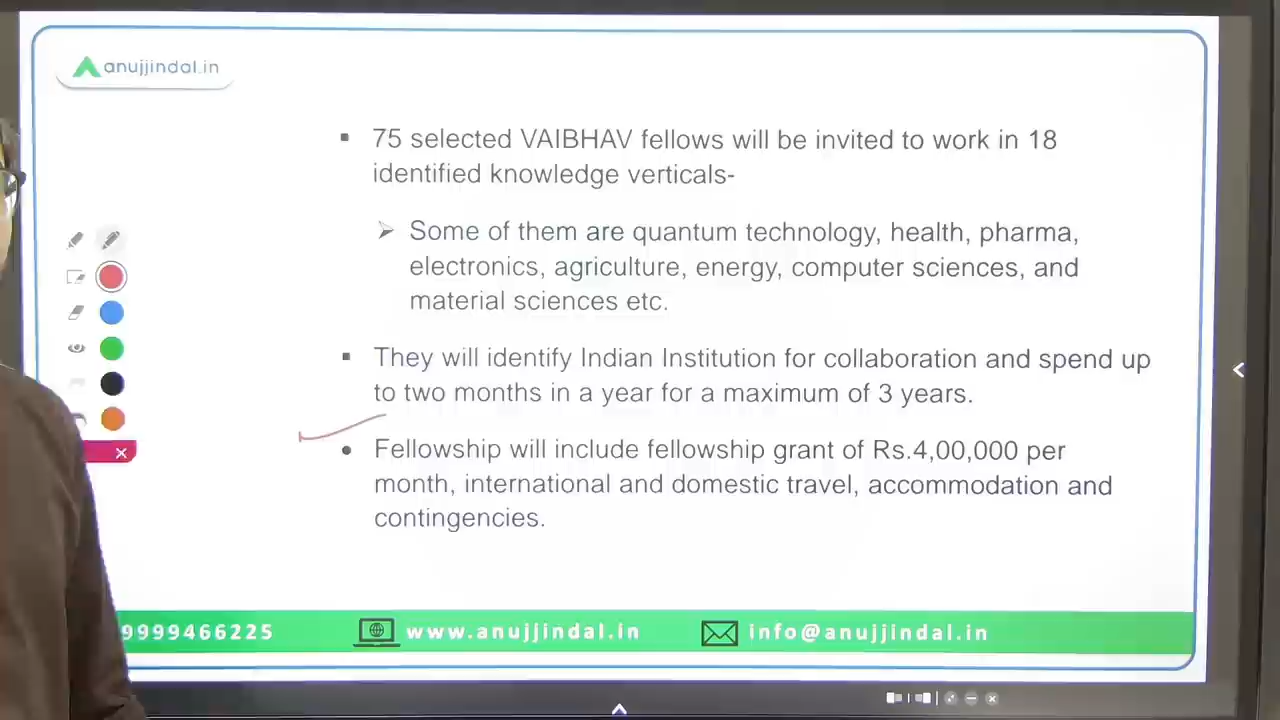 anujjindal.in
▪ 75 selected VAIBHAV fellows will be invited to work in 18
identified knowledge verticals-
➢ Some of them are quantum technology, health, pharma,
electronics, agriculture, energy, computer sciences, and
material sciences etc.
▪ They will identify Indian Institution for collaboration and spend up
to two months in a year for a maximum of 3 years.
• Fellowship will include fellowship grant of Rs.4,00,000 per
month, international and domestic travel, accommodation and
contingencies.
9999466225 www.anujjindal.in info@anujjindal.in